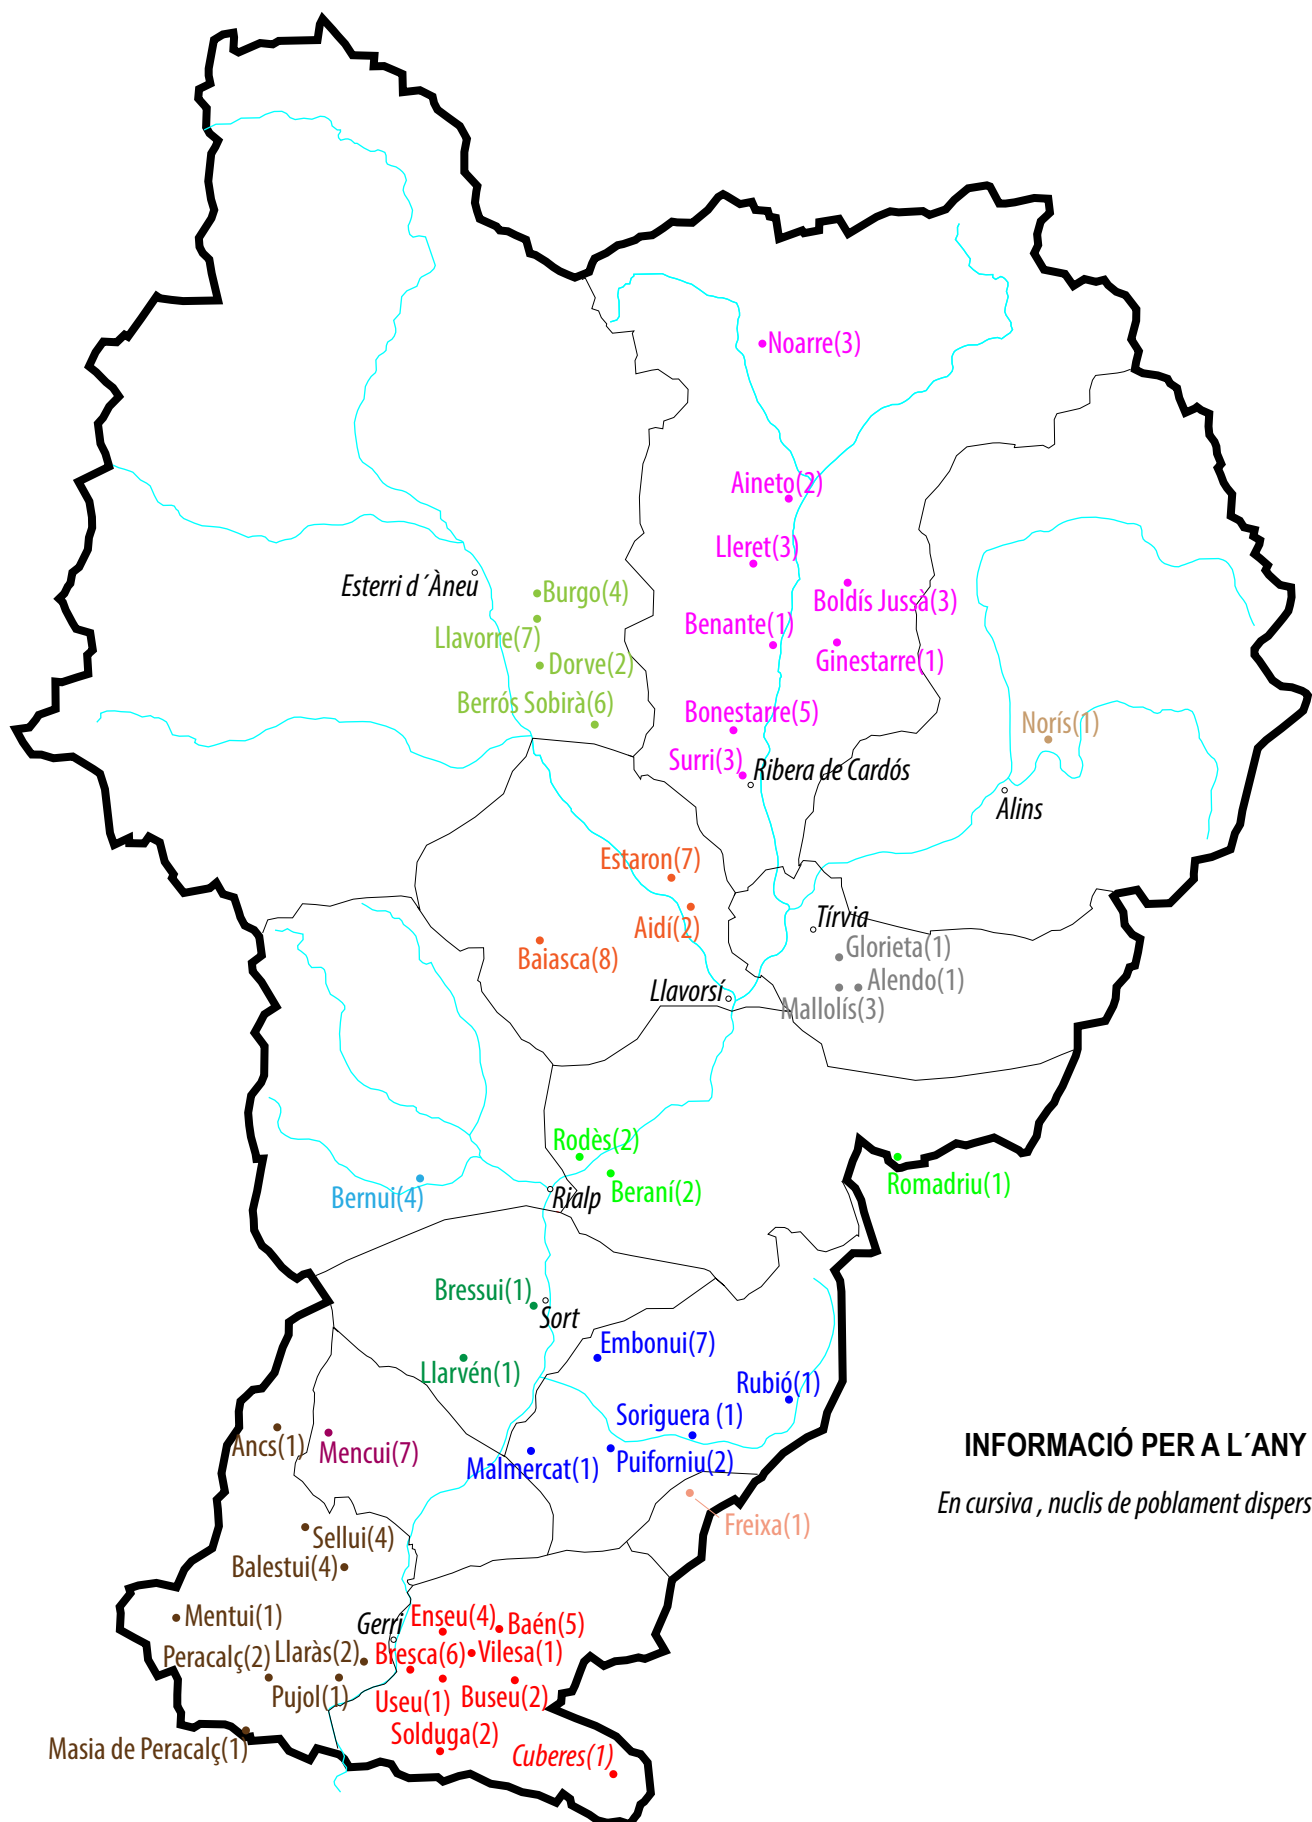 Noarre(3)
Aineto(2)
Lleret(3)
Esterri d´Àneu
Burgo(4)
Boldís Jussà(3)
Llavorre(7)
Benante(1)
Dorve(2)
Ginestarre(1)
Berrós Sobirà(6)
Bonestarre(5)
Norís(1)
Surri(3)
Ribera de Cardós
Àlins
Estaron(7)
Aidí(2)
Tírvia
Baiasca(8)
Glorieta(1)
Alendo(1)
Llavorsí
Mallolís(3)
Rodès(2)
Romadriu(1)
Bernui(4)
Rialp
Beraní(2)
Bressui(1)
Sort
Embonui(7)
Llarvén(1)
Rubió(1)
Soriguera (1)
Ancs(1)
Mencui(7)
Malmercat(1)
Puiforniu(2)
INFORMACIÓ PER A L´ANY
En cursiva , nuclis de poblament dispers
Freixa(1)
Sellui(4)
Balestui(4)
Mentui(1)
Gerri
Enseu(4)
Baén(5)
Peracalç(2)
Llaràs(2)
Bresca(6)
Vilesa(1)
Pujol(1)
Useu(1)
Buseu(2)
Solduga(2)
Masia de Peracalç(1)
Cuberes(1)